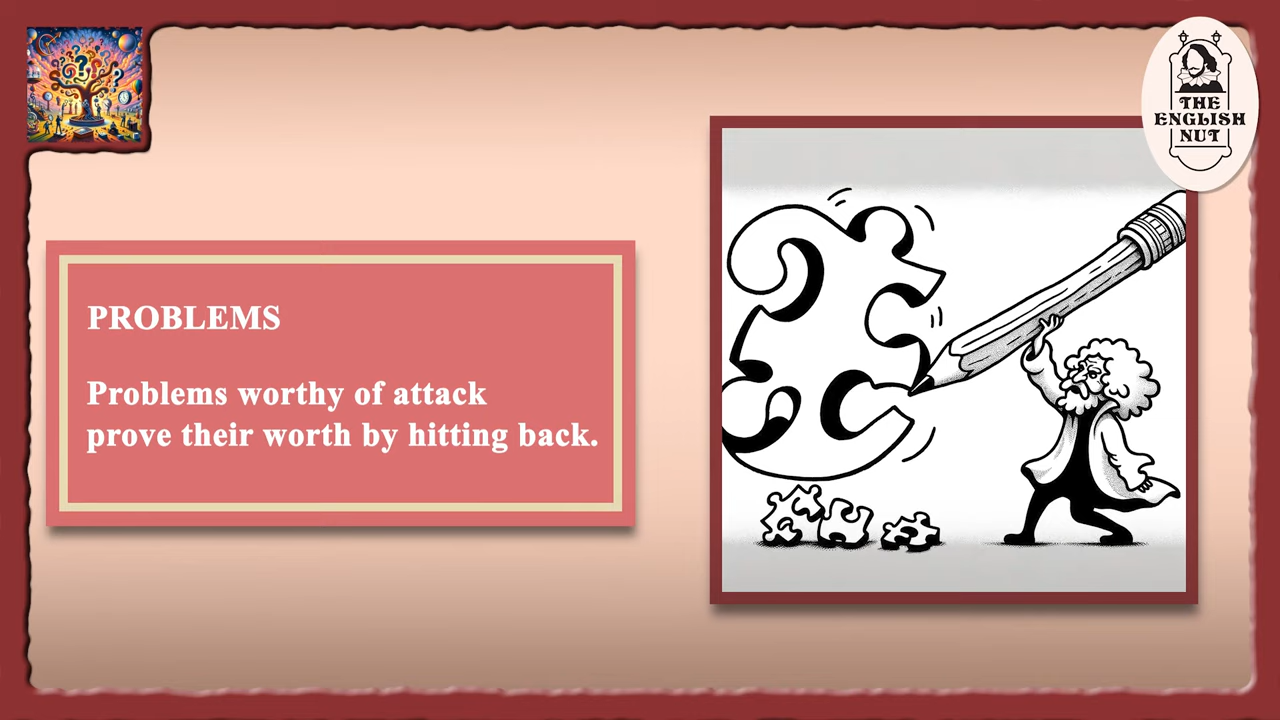 THE
ENGLISH
NUT
PROBLEMS
Problems worthy of attack
prove their worth by hitting back.